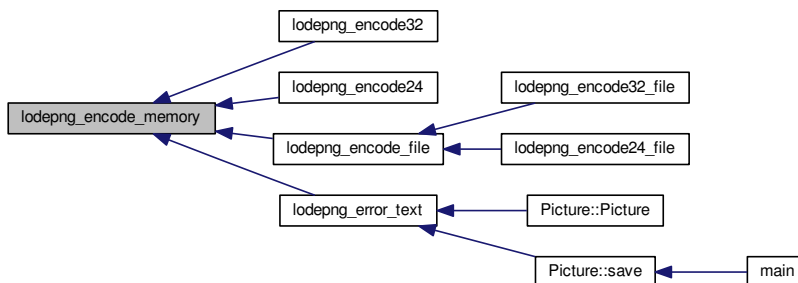 lodepng_encode32
lodepng_encode24
lodepng_encode32_file
lodepng_encode_memory
lodepng_encode_file
lodepng_encode24_file
lodepng_error_text
Picture::Picture
Picture::save
main